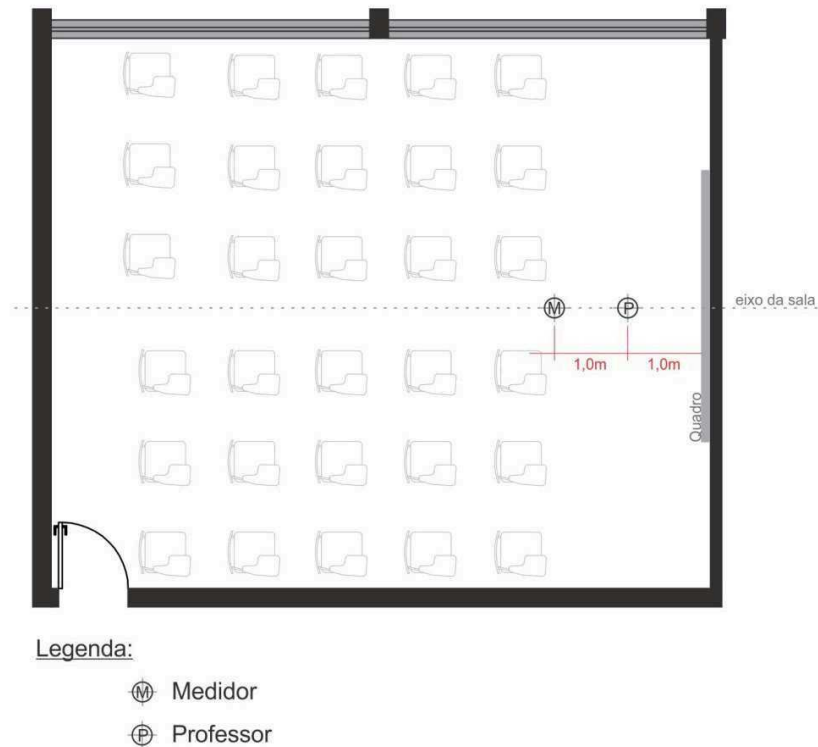 eixo da sala
M
P
1,0m
1,0m
Quadro
Legenda:
M Medidor
P Professor